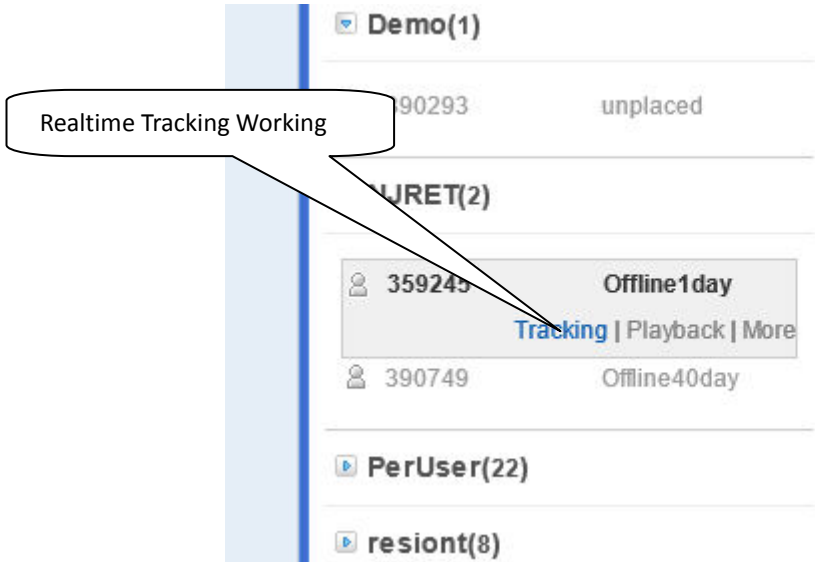 Demo(1)
Realtime Tracking Working
90293 unplaced
JRET(2)
359245 Offline1day
Tracking | Playback | More
390749 Offline40day
PerUser(22)
resiont(8)